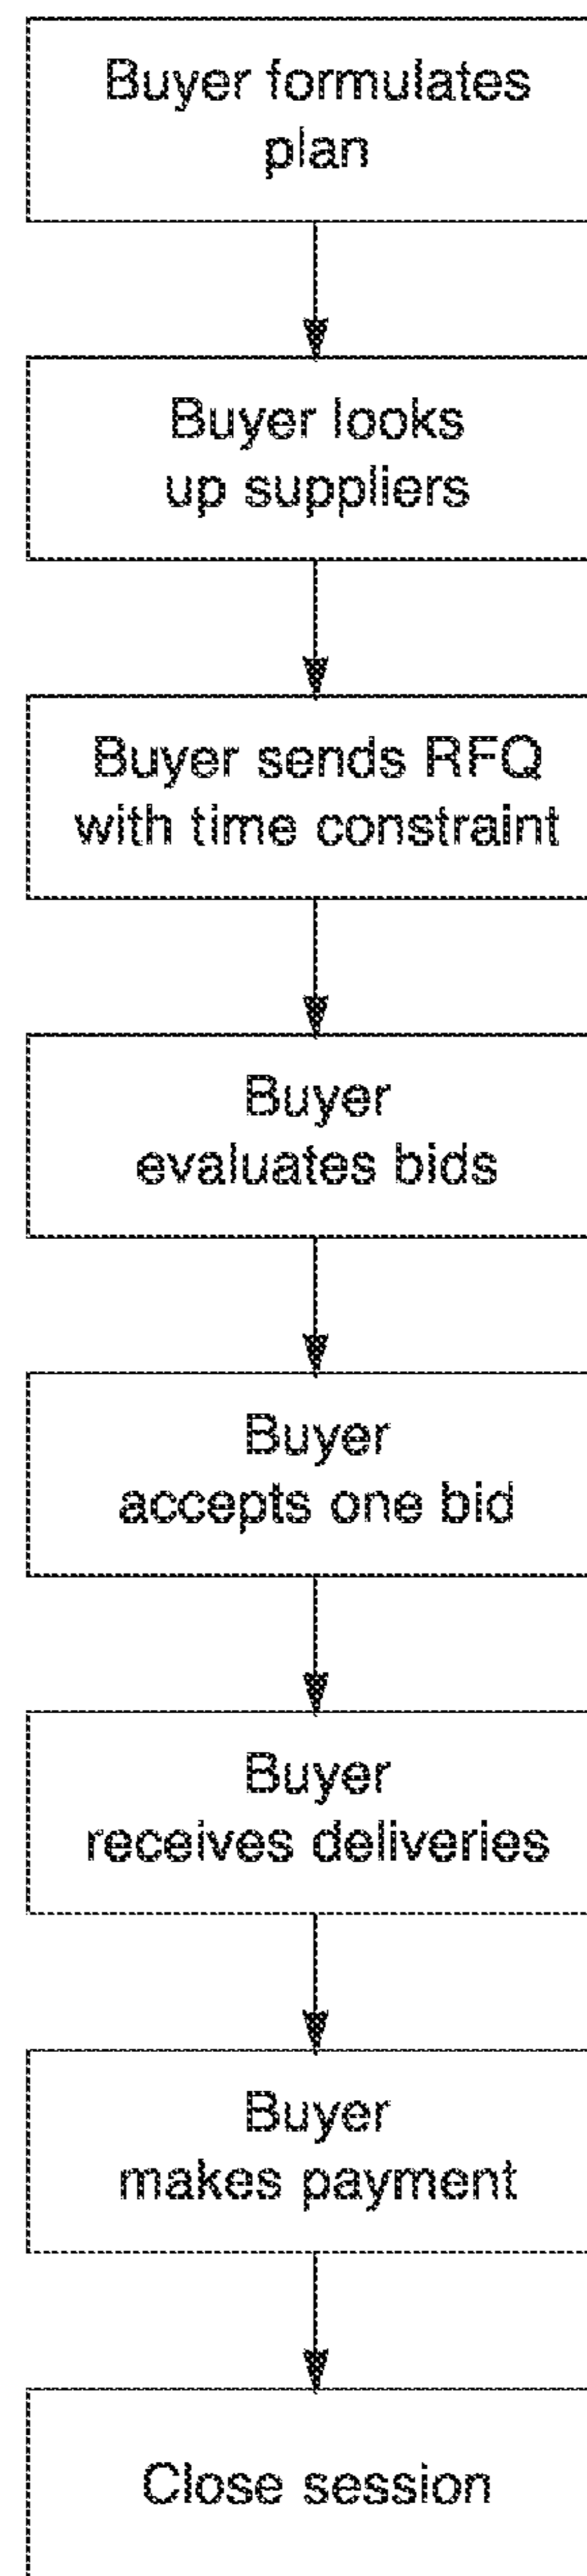 Buyer formulates
plan
Buyer looks
up suppliers
Buyer sends RFQ
with time constraint
Buyer
evaluates bids
Buyer
accepts one bid
Buyer
receives deliveries
Buyer
makes payment
Close session